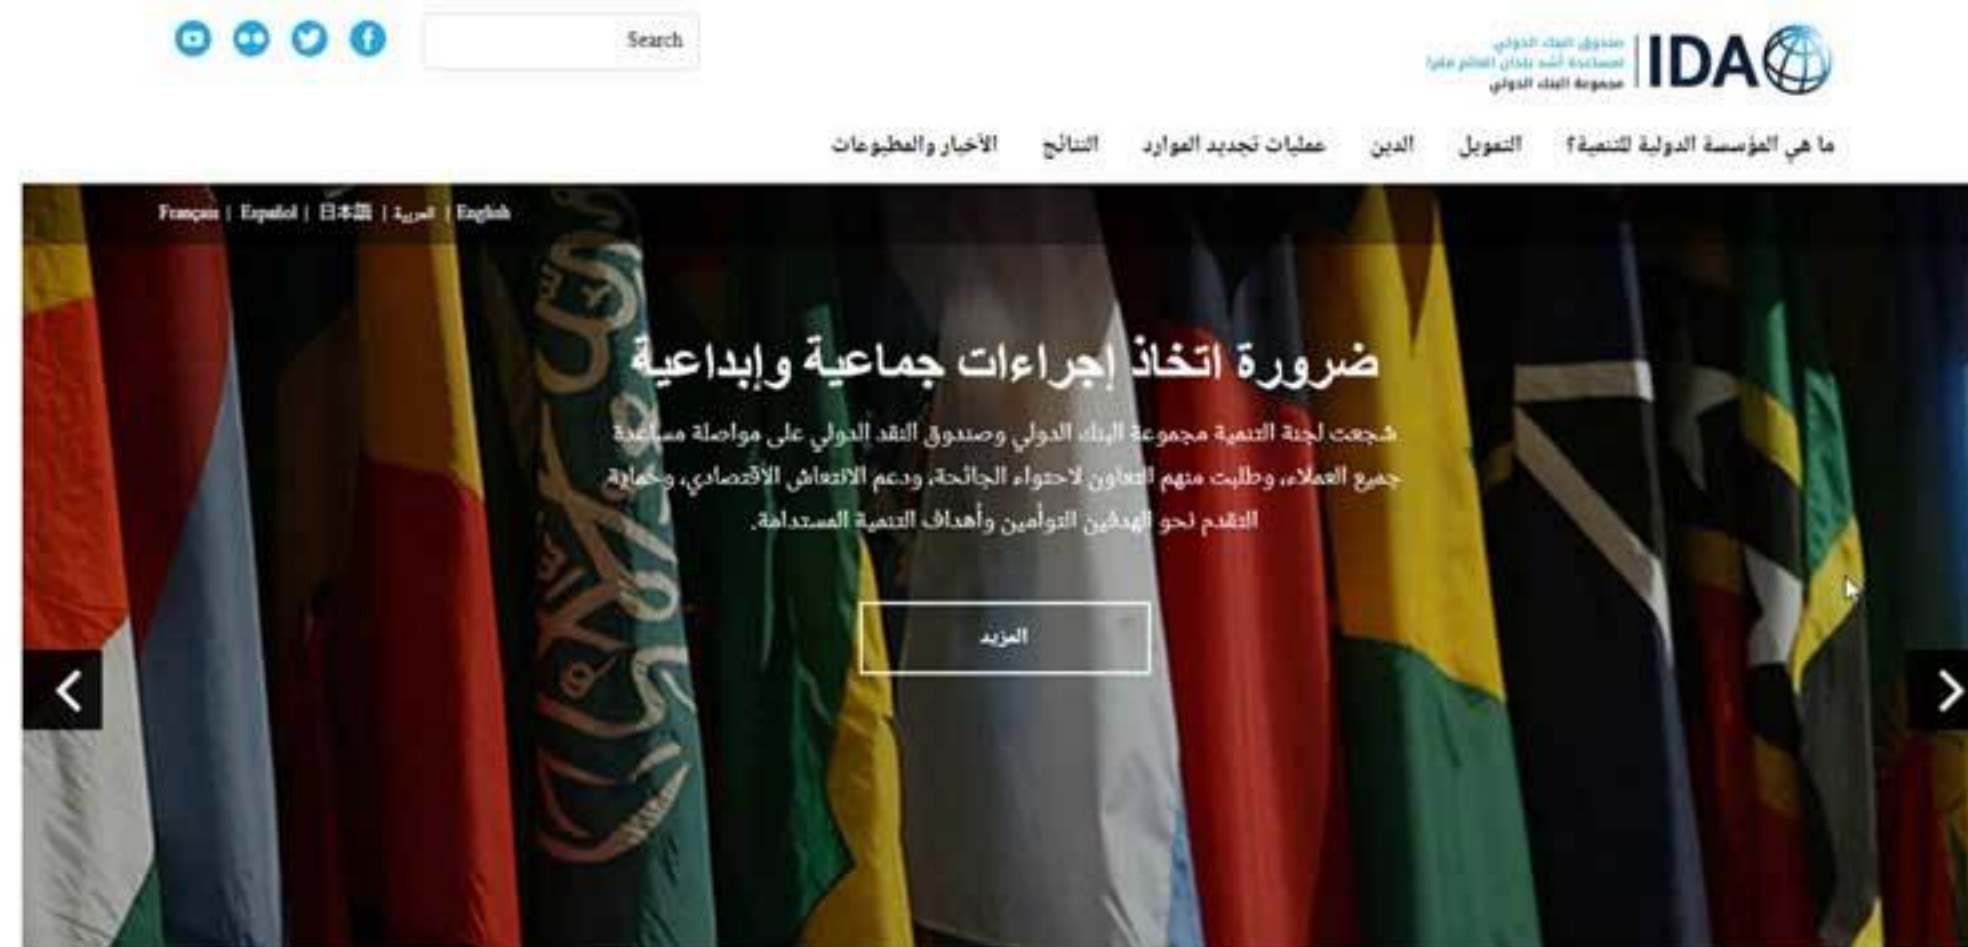 Search
IDA
صندوق البنك الدولي
لمساعدة أشد بلدان العالم فقرا
مجموعة البنك الدولي
ما هي المؤسسة الدولية للتنمية؟ التمويل الدين عمليات تجديد الموارد النتائج الأخبار والمطبوعات
Français | Español | 日本語 | العربية | English
ضرورة اتخاذ إجراءات جماعية وإبداعية
شجعت لجنة التنمية مجموعة البنك الدولي وصندوق النقد الدولي على مواصلة مساعدة
جميع العملاء، وطلبت منهم التعاون لاحتواء الجائحة، ودعم الانتعاش الاقتصادي، وحماية
التقدم نحو الهدفين التوأمين وأهداف التنمية المستدامة.
المزيد